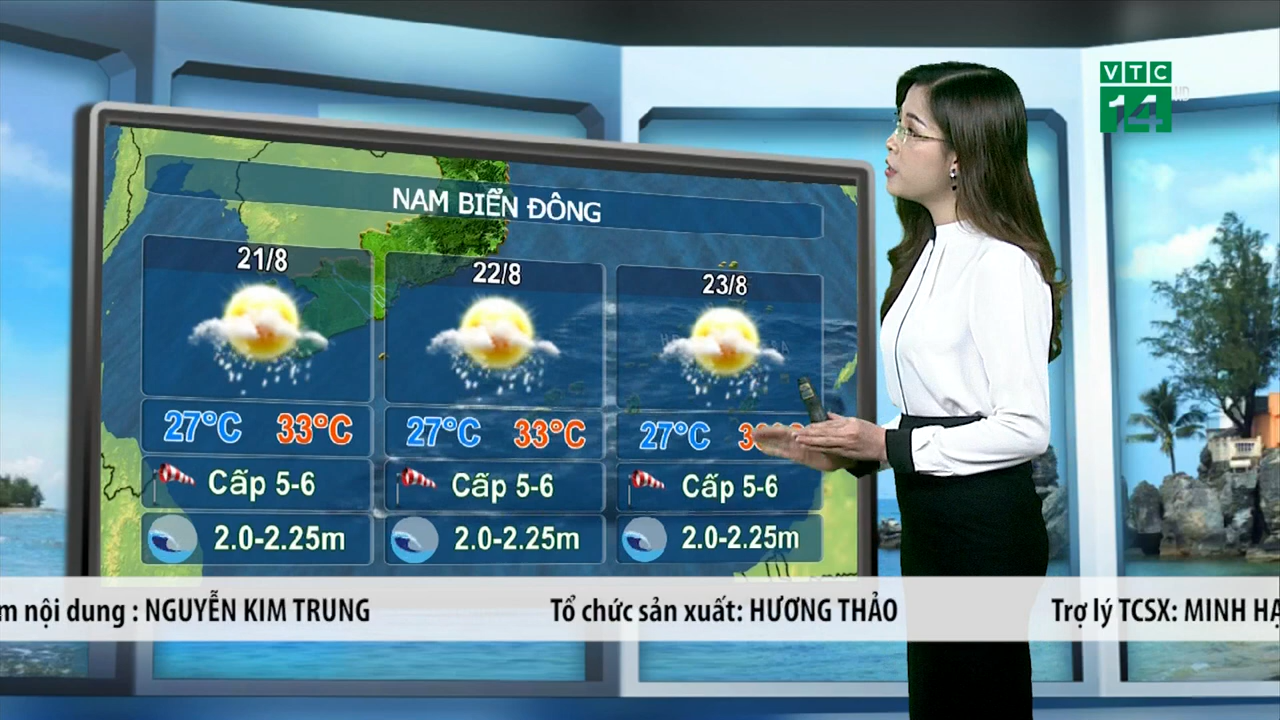 VTC
14
NAM BIỂN ĐÔNG
21/8
22/8
23/8
27°C 33°C
27°C 33°C
27°C
Cấp 5-6
Cấp 5-6
Cấp 5-6
2.0-2.25m
2.0-2.25m
2.0-2.25m
m nội dung : NGUYỄN KIM TRUNG
Tổ chức sản xuất: HƯƠNG THẢO
Trợ lý TCSX: MINH HẠ